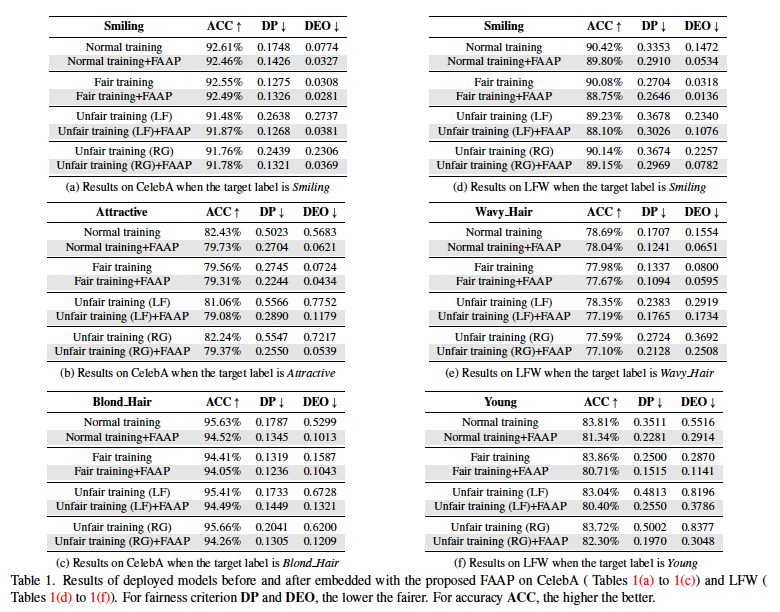 Smiling ACC ↑ DP ↓ DEO ↓
Normal training 92.61% 0.1748 0.0774
Normal training+FAAP 92.46% 0.1426 0.0327
Fair training 92.55% 0.1275 0.0308
Fair training+FAAP 92.49% 0.1326 0.0281
Unfair training (LF) 91.48% 0.2638 0.2737
Unfair training (LF)+FAAP 91.87% 0.1268 0.0381
Unfair training (RG) 91.76% 0.2439 0.2306
Unfair training (RG)+FAAP 91.78% 0.1321 0.0369
(a) Results on CelebA when the target label is Smiling
Attractive ACC ↑ DP ↓ DEO ↓
Normal training 82.43% 0.5023 0.5683
Normal training+FAAP 79.73% 0.2704 0.0621
Fair training 79.56% 0.2745 0.0724
Fair training+FAAP 79.31% 0.2244 0.0434
Unfair training (LF) 81.06% 0.5566 0.7752
Unfair training (LF)+FAAP 79.08% 0.2890 0.1179
Unfair training (RG) 82.24% 0.5547 0.7217
Unfair training (RG)+FAAP 79.37% 0.2550 0.0539
(b) Results on CelebA when the target label is Attractive
Blond_Hair ACC ↑ DP ↓ DEO ↓
Normal training 95.63% 0.1787 0.5299
Normal training+FAAP 94.52% 0.1345 0.1013
Fair training 94.41% 0.1319 0.1587
Fair training+FAAP 94.05% 0.1236 0.1043
Unfair training (LF) 95.41% 0.1733 0.6728
Unfair training (LF)+FAAP 94.49% 0.1449 0.1321
Unfair training (RG) 95.66% 0.2041 0.6200
Unfair training (RG)+FAAP 94.26% 0.1305 0.1209
(c) Results on CelebA when the target label is Blond_Hair
Smiling ACC ↑ DP ↓ DEO ↓
Normal training 90.42% 0.3353 0.1472
Normal training+FAAP 89.80% 0.2910 0.0534
Fair training 90.08% 0.2704 0.0318
Fair training+FAAP 88.75% 0.2646 0.0136
Unfair training (LF) 89.23% 0.3678 0.2340
Unfair training (LF)+FAAP 88.10% 0.3026 0.1076
Unfair training (RG) 90.14% 0.3674 0.2257
Unfair training (RG)+FAAP 89.15% 0.2969 0.0782
(d) Results on LFW when the target label is Smiling
Wavy_Hair ACC ↑ DP ↓ DEO ↓
Normal training 78.69% 0.1707 0.1554
Normal training+FAAP 78.04% 0.1241 0.0651
Fair training 77.98% 0.1337 0.0800
Fair training+FAAP 77.67% 0.1094 0.0595
Unfair training (LF) 78.35% 0.2383 0.2919
Unfair training (LF)+FAAP 77.19% 0.1765 0.1734
Unfair training (RG) 77.59% 0.2724 0.3692
Unfair training (RG)+FAAP 77.10% 0.2128 0.2508
(e) Results on LFW when the target label is Wavy_Hair
Young ACC ↑ DP ↓ DEO ↓
Normal training 83.81% 0.3511 0.5516
Normal training+FAAP 81.34% 0.2281 0.2914
Fair training 83.86% 0.2500 0.2870
Fair training+FAAP 80.71% 0.1515 0.1141
Unfair training (LF) 83.04% 0.4813 0.8196
Unfair training (LF)+FAAP 80.40% 0.2550 0.3786
Unfair training (RG) 83.72% 0.5002 0.8377
Unfair training (RG)+FAAP 82.30% 0.1970 0.3048
(f) Results on LFW when the target label is Young
Table 1. Results of deployed models before and after embedded with the proposed FAAP on CelebA ( Tables 1(a) to 1(c)) and LFW (
Tables 1(d) to 1(f)). For fairness criterion DP and DEO, the lower the fairer. For accuracy ACC, the higher the better.